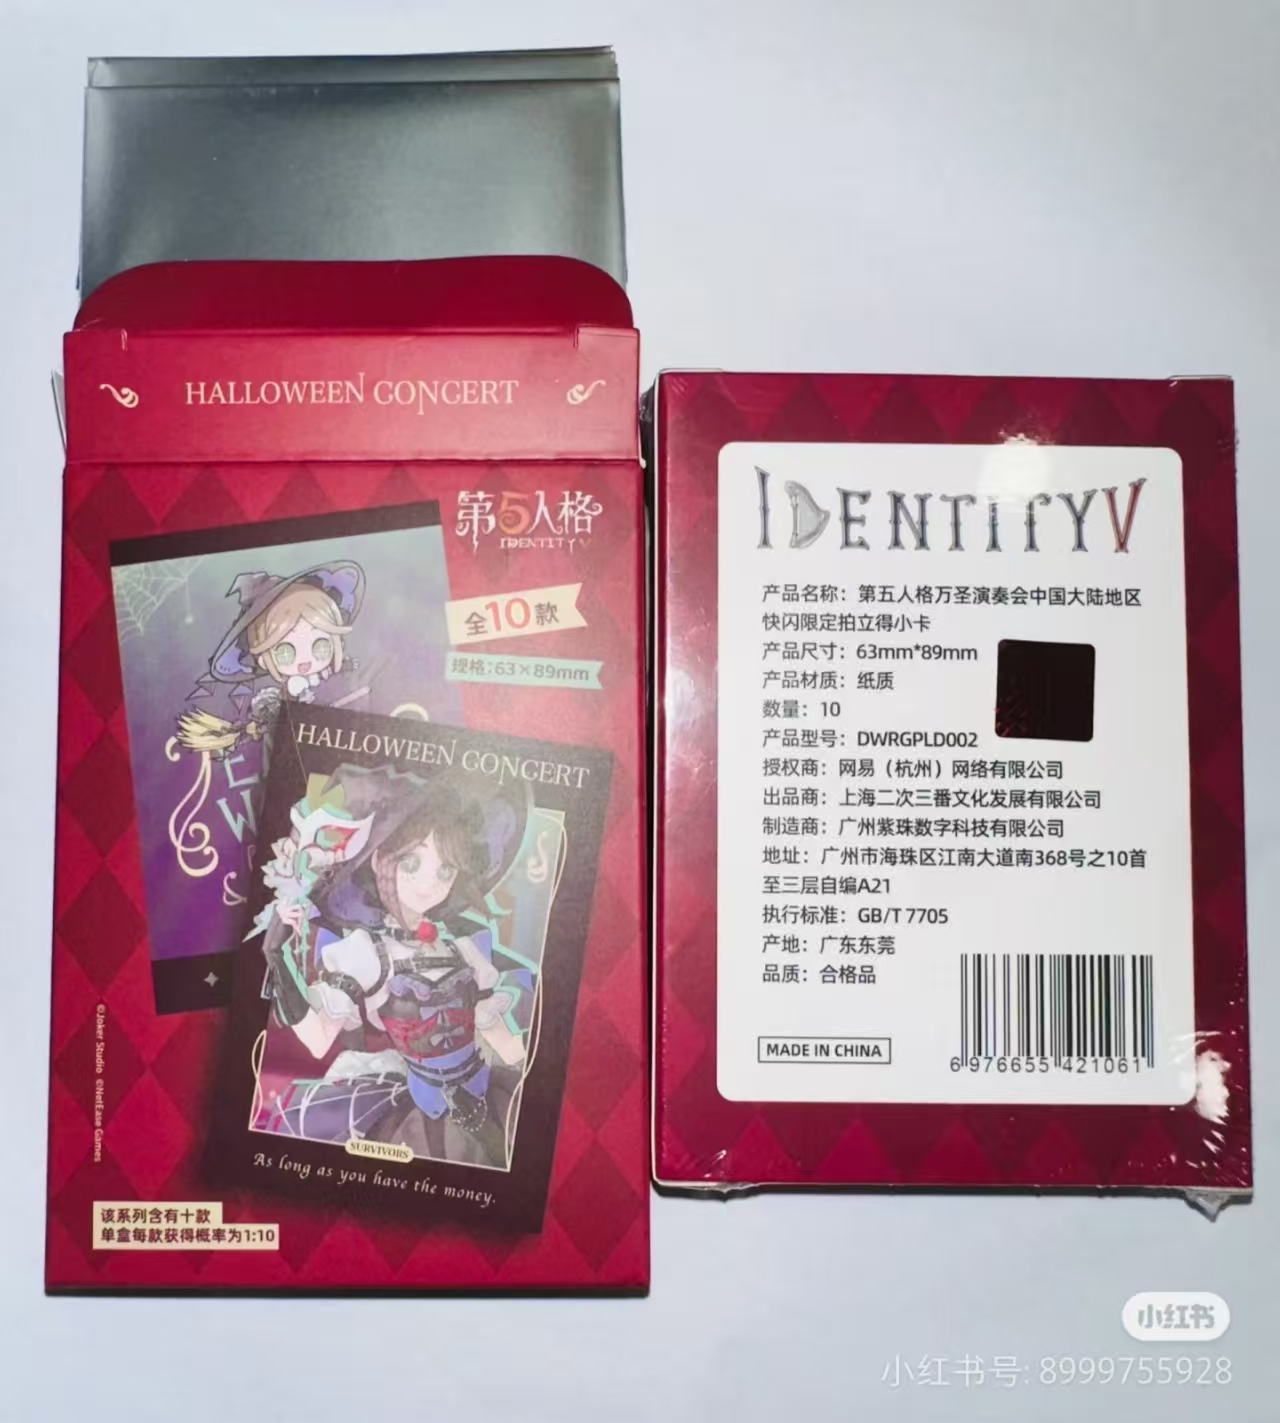 HALLOWEEN CONCERT
第5人格
IDENTITY V
全10款
规格:63×89mm
HALLOWEEN CONCERT
SURVIVORS
As long as you have the money.
©Joker Studio ©NetEase Games
该系列含有十款
单盒每款获得概率为1:10
IDENTITYV
产品名称：第五人格万圣演奏会中国大陆地区
快闪限定拍立得小卡
产品尺寸：63mm*89mm
产品材质：纸质
数量：10
产品型号：DWRGPLD002
授权商：网易（杭州）网络有限公司
出品商：上海二次三番文化发展有限公司
制造商：广州紫珠数字科技有限公司
地址：广州市海珠区江南大道南368号之10首
至三层自编A21
执行标准：GB/T 7705
产地：广东东莞
品质：合格品
MADE IN CHINA
6 976655 421061
小红书
小红书号: 8999755928